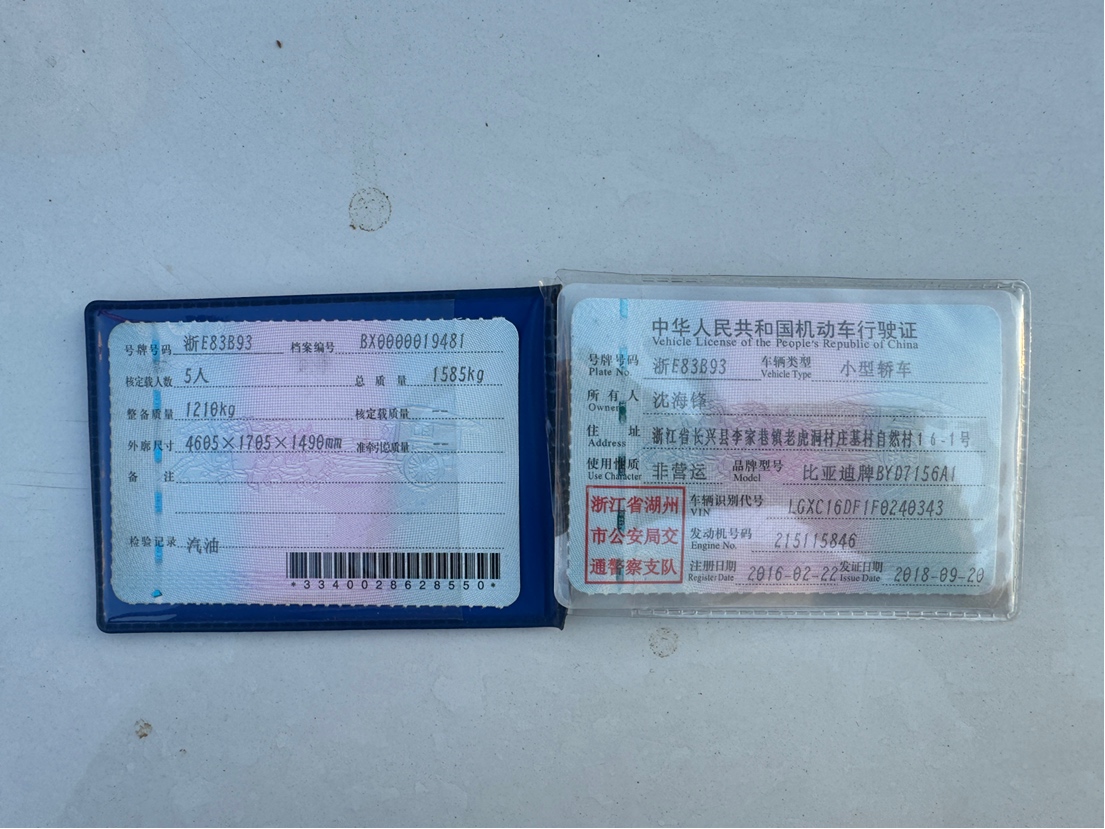 号牌号码 浙E83B93 档案编号 BX0000019481
核定载人数 5人 总质量 1585kg
整备质量 1210kg 核定载质量 --
外廓尺寸 4605×1705×1490mm 准牵引总质量 --
备注
检验记录 汽油
*3340028628550*
中华人民共和国机动车行驶证
Vehicle License of the People's Republic of China
号牌号码 浙E83B93 车辆类型 小型轿车
Plate No. Vehicle Type
所有人 沈海锋
Owner
住址 浙江省长兴县李家巷镇老虎洞村庄基村自然村16-1号
Address
使用性质 非营运 品牌型号 比亚迪牌BYD7156A1
Use Character Model
浙江省湖州
市公安局交
通警察支队
车辆识别代号 LGXC16DF1F0240343
VIN
发动机号码 215115846
Engine No.
注册日期 2016-02-22 发证日期 2018-09-20
Register Date Issue Date